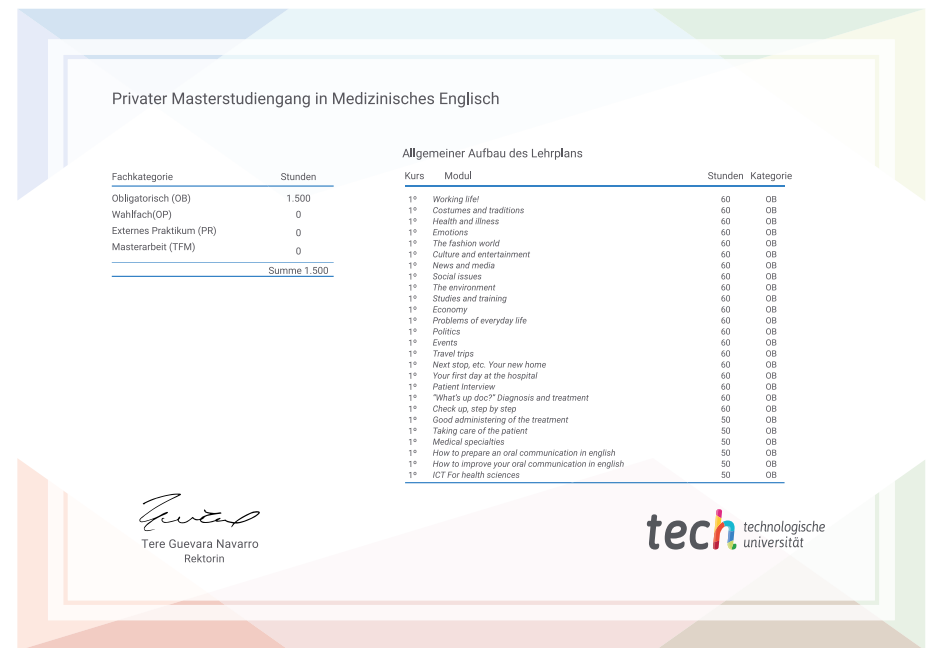 Privater Masterstudiengang in Medizinisches Englisch
Fachkategorie Stunden
Obligatorisch (OB) 1.500
Wahlfach(OP) 0
Externes Praktikum (PR) 0
Masterarbeit (TFM) 0
Summe 1.500
Allgemeiner Aufbau des Lehrplans
Kurs Modul Stunden Kategorie
1º Working life! 60 OB
1º Costumes and traditions 60 OB
1º Health and illness 60 OB
1º Emotions 60 OB
1º The fashion world 60 OB
1º Culture and entertainment 60 OB
1º News and media 60 OB
1º Social issues 60 OB
1º The environment 60 OB
1º Studies and training 60 OB
1º Economy 60 OB
1º Problems of everyday life 60 OB
1º Politics 60 OB
1º Events 60 OB
1º Travel trips 60 OB
1º Next stop, etc. Your new home 60 OB
1º Your first day at the hospital 60 OB
1º Patient Interview 60 OB
1º "What's up doc?" Diagnosis and treatment 60 OB
1º Check up, step by step 60 OB
1º Good administering of the treatment 50 OB
1º Taking care of the patient 50 OB
1º Medical specialties 50 OB
1º How to prepare an oral communication in english 50 OB
1º How to improve your oral communication in english 50 OB
1º ICT For health sciences 50 OB
Tere Guevara Navarro
Rektorin
tech technologische
universität